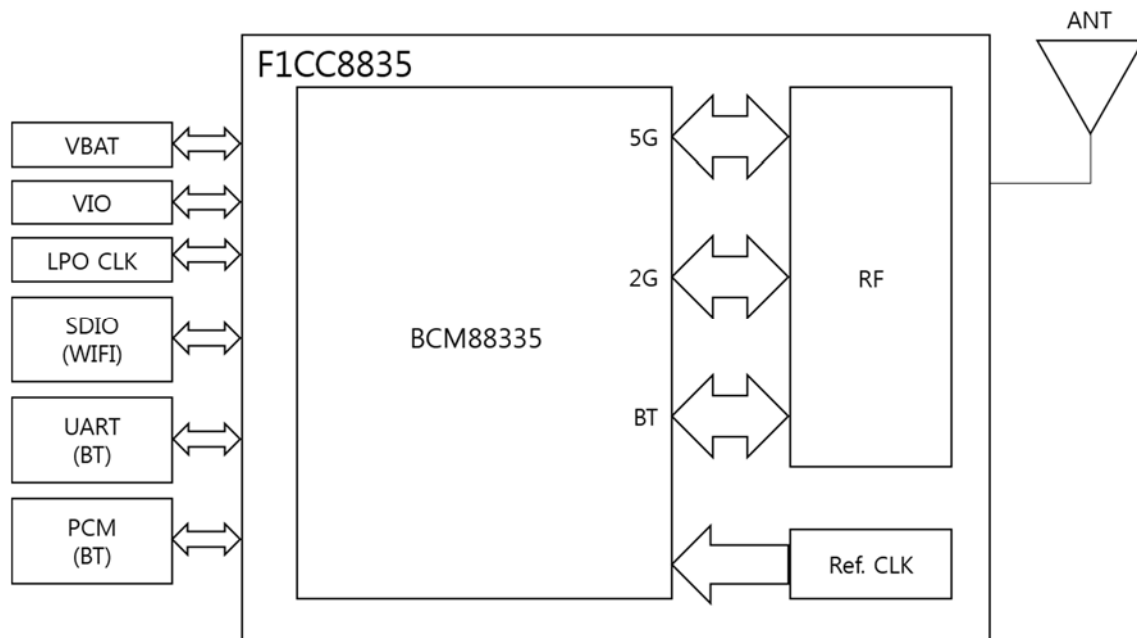 ANT
F1CC8835
VBAT
VIO
LPO CLK
SDIO
(WIFI)
UART
(BT)
PCM
(BT)
BCM88335
5G
2G
BT
RF
Ref. CLK